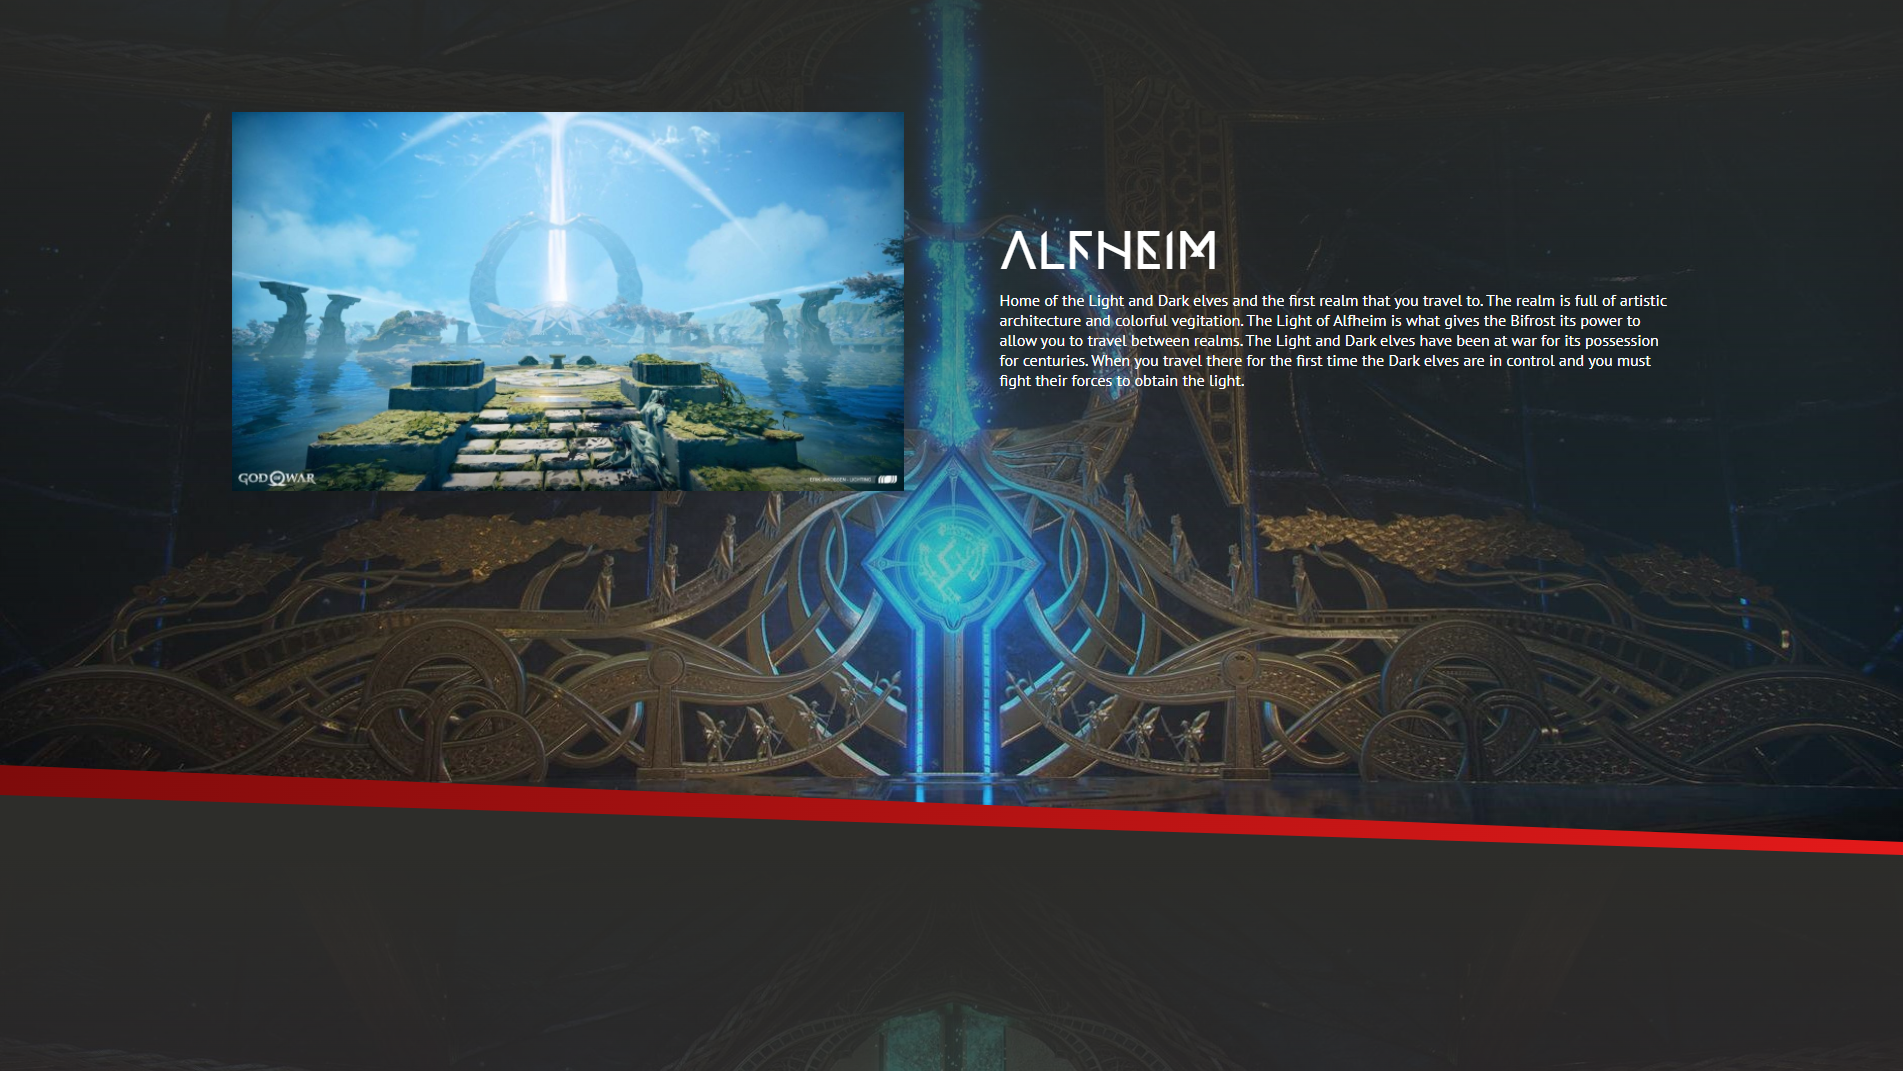 ALFHEIM
Home of the Light and Dark elves and the first realm that you travel to. The realm is full of artistic
architecture and colorful vegitation. The Light of Alfheim is what gives the Bifrost its power to
allow you to travel between realms. The Light and Dark elves have been at war for its possession
for centuries. When you travel there for the first time the Dark elves are in control and you must
fight their forces to obtain the light.
GOD OF WAR
LIGHTING